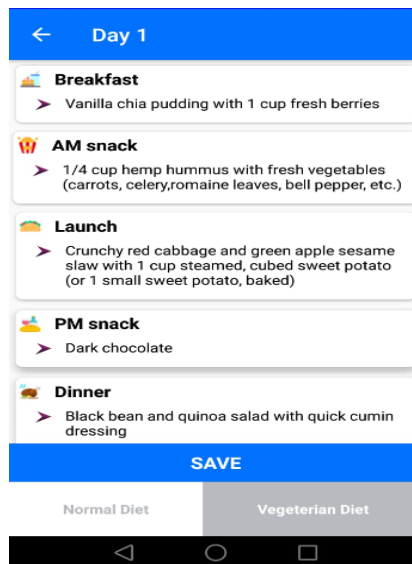 Day 1
Breakfast
Vanilla chia pudding with 1 cup fresh berries
AM snack
1/4 cup hemp hummus with fresh vegetables
(carrots, celery,romaine leaves, bell pepper, etc.)
Launch
Crunchy red cabbage and green apple sesame
slaw with 1 cup steamed, cubed sweet potato
(or 1 small sweet potato, baked)
PM snack
Dark chocolate
Dinner
Black bean and quinoa salad with quick cumin
dressing
SAVE
Normal Diet
Vegeterian Diet